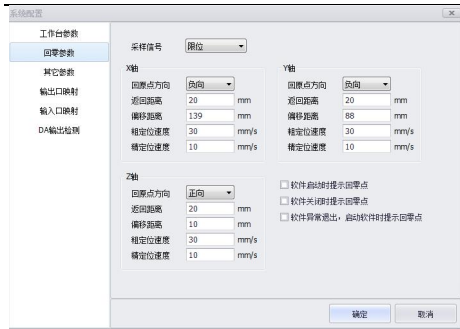 系统配置
工作台参数
回零参数
其它参数
输出口映射
输入口映射
DA输出检测
采样信号 限位
X轴
回原点方向 负向
返回距离 20 mm
偏移距离 139 mm
粗定位速度 30 mm/s
精定位速度 10 mm/s
Y轴
回原点方向 负向
返回距离 20 mm
偏移距离 88 mm
粗定位速度 30 mm/s
精定位速度 10 mm/s
Z轴
回原点方向 正向
返回距离 20 mm
偏移距离 10 mm
粗定位速度 30 mm/s
精定位速度 10 mm/s
软件启动时提示回零点
软件关闭时提示回零点
软件异常退出，启动软件时提示回零点
确定 取消